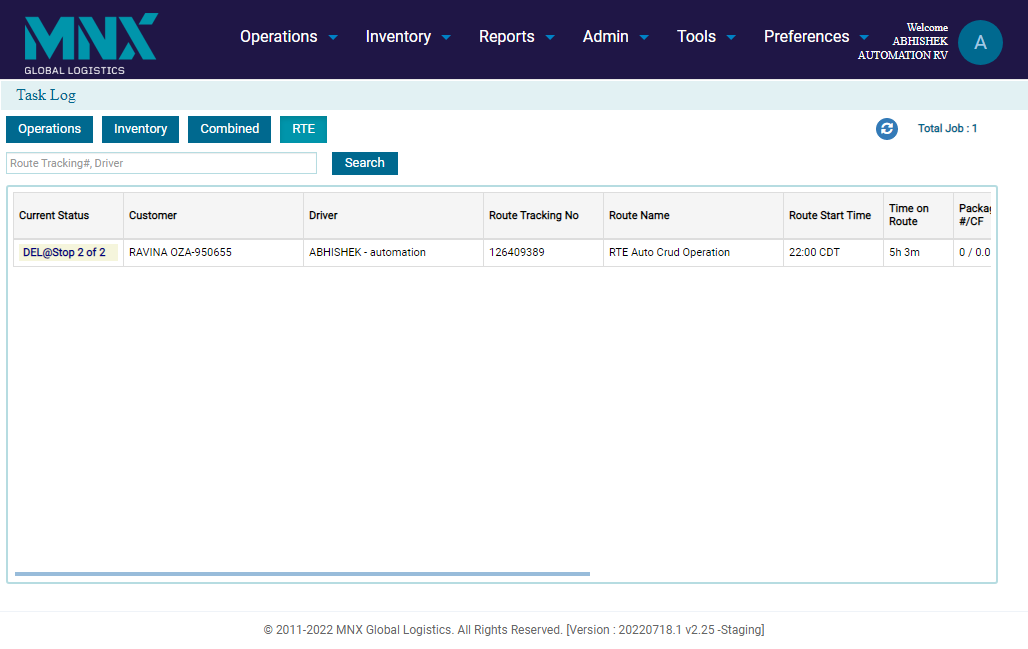 MNX
GLOBAL LOGISTICS
Operations Inventory Reports Admin Tools Preferences
Welcome
ABHISHEK
AUTOMATION RV
A
Task Log
Operations Inventory Combined RTE
Total Job : 1
Route Tracking#, Driver Search
Current Status Customer Driver Route Tracking No Route Name Route Start Time Time on Route #/CF
DEL@Stop 2 of 2 RAVINA OZA-950655 ABHISHEK - automation 126409389 RTE Auto Crud Operation 22:00 CDT 5h 3m 0 / 0.0
© 2011-2022 MNX Global Logistics. All Rights Reserved. [Version : 20220718.1 v2.25 -Staging]